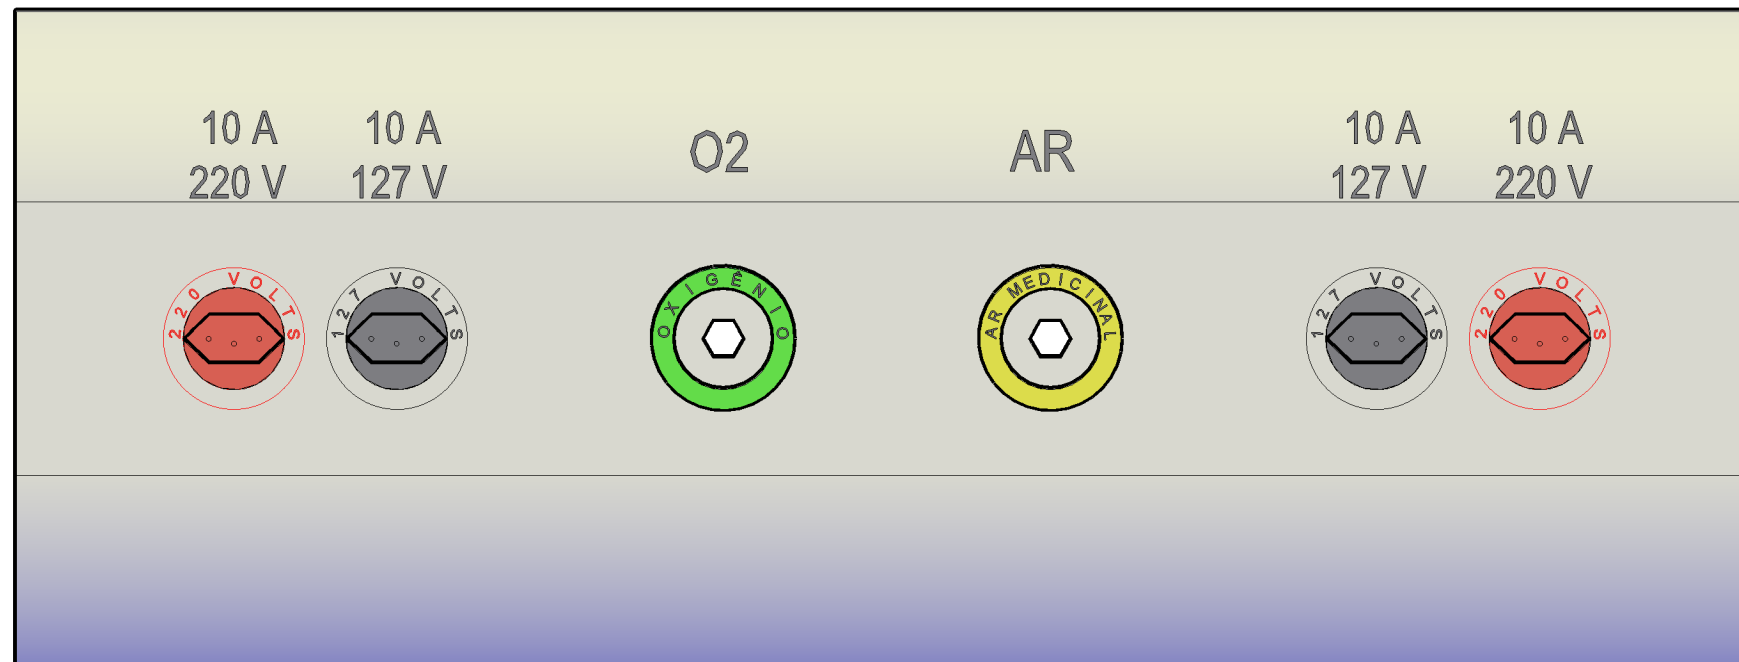 10 A
220 V
10 A
127 V
O2
AR
10 A
127 V
10 A
220 V
220 VOLTS
127 VOLTS
OXIGÊNIO
AR MEDICINAL
127 VOLTS
220 VOLTS